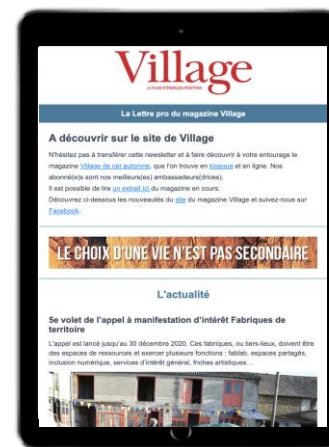 Village
LE PLEIN D'ÉNERGIES POSITIVES
La Lettre pro du magazine Village
A découvrir sur le site de Village
N'hésitez pas à transférer cette newsletter et à faire découvrir à votre entourage le
magazine Village de cet automne, que l'on trouve en kiosque et en ligne. Nos
abonné(e)s sont nos meilleurs(es) ambassadeurs(drices).
Il est possible de lire un extrait ici du magazine en cours.
Découvrez ci-dessous les nouveautés du site du magazine Village et suivez-nous sur
Facebook.
LE CHOIX D'UNE VIE N'EST PAS SECONDAIRE
L'actualité
5e volet de l'appel à manifestation d'intérêt Fabriques de
territoire
L'appel est lancé jusqu'au 30 décembre 2020. Ces fabriques, ou tiers-lieux, doivent être
des espaces de ressources et exercer plusieurs fonctions : fablab, espaces partagés,
inclusion numérique, services d'intérêt général, friches artistiques…